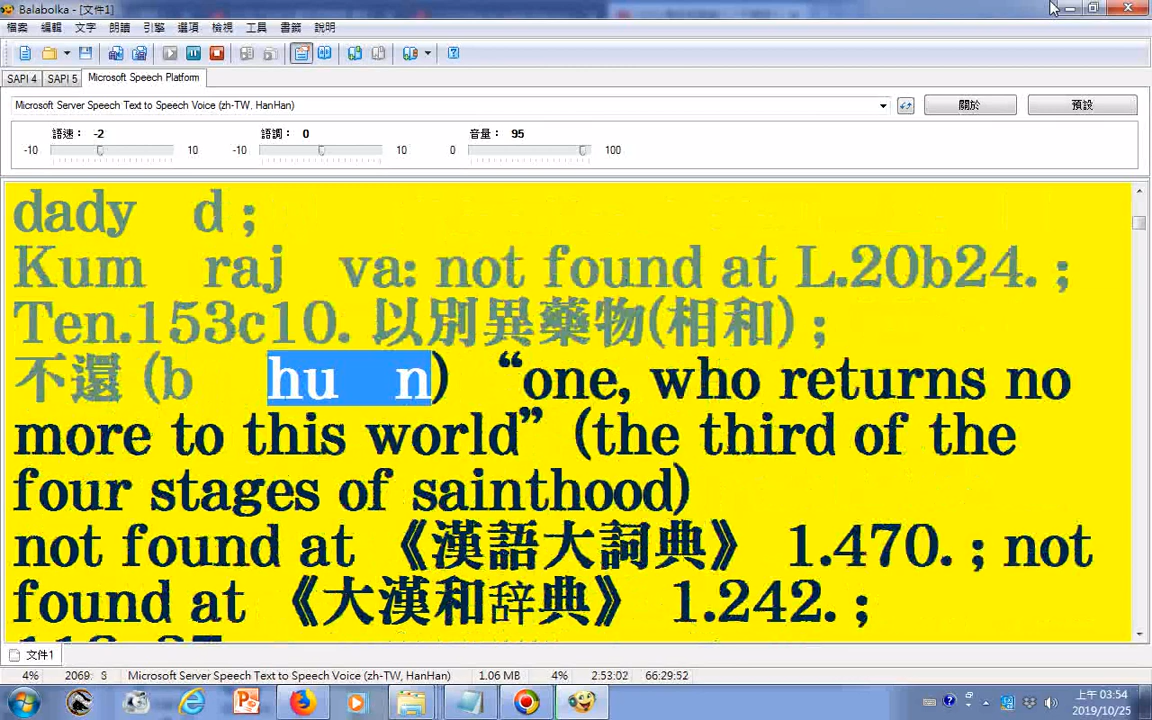 Balabolka - [文件1]
檔案 編輯 文字 朗讀 引擎 選項 檢視 工具 書籤 說明
SAPI 4 SAPI 5 Microsoft Speech Platform
Microsoft Server Speech Text to Speech Voice (zh-TW, HanHan) 關於 預設
語速： -2 語調： 0 音量： 95
-10 10 -10 10 0 100
dady d ;
Kum raj va: not found at L.20b24. ;
Ten.153c10. 以別異藥物(相和) ;
不還 (b hu n) “one, who returns no
more to this world” (the third of the
four stages of sainthood)
not found at 《漢語大詞典》 1.470. ; not
found at 《大漢和辞典》 1.242. ;
文件1
4% 2069: S Microsoft Server Speech Text to Speech Voice (zh-TW, HanHan) 1.06 MB 4% 2:53:02 66:29:52
上午 03:54
2019/10/25